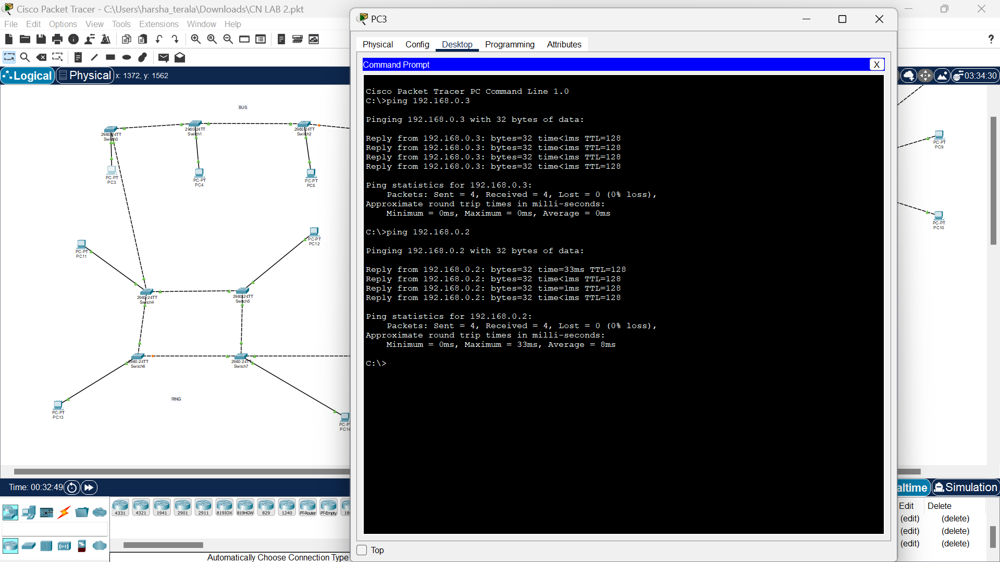 Cisco Packet Tracer - C:\Users\harsha_terala\Downloads\CN LAB 2.pkt
File Edit Options View Tools Extensions Window Help
?
Logical Physical x: 1372, y: 1562
03:34:30
BUS
2960-24TT
Switch0
2960-24TT
Switch1
2960-24TT
Switch2
PC-PT
PC3
PC-PT
PC4
PC-PT
PC5
PC-PT
PC11
PC-PT
PC12
2960-24TT
Switch4
2960-24TT
Switch5
2960-24TT
Switch6
2960-24TT
Switch7
RING
PC-PT
PC13
PC-P
PC14
PC-PT
PC9
PC-PT
PC10
PC3
Physical Config Desktop Programming Attributes
Command Prompt
X
Cisco Packet Tracer PC Command Line 1.0
C:\>ping 192.168.0.3
Pinging 192.168.0.3 with 32 bytes of data:
Reply from 192.168.0.3: bytes=32 time<1ms TTL=128
Reply from 192.168.0.3: bytes=32 time<1ms TTL=128
Reply from 192.168.0.3: bytes=32 time<1ms TTL=128
Reply from 192.168.0.3: bytes=32 time<1ms TTL=128
Ping statistics for 192.168.0.3:
Packets: Sent = 4, Received = 4, Lost = 0 (0% loss),
Approximate round trip times in milli-seconds:
Minimum = 0ms, Maximum = 0ms, Average = 0ms
C:\>ping 192.168.0.2
Pinging 192.168.0.2 with 32 bytes of data:
Reply from 192.168.0.2: bytes=32 time=33ms TTL=128
Reply from 192.168.0.2: bytes=32 time<1ms TTL=128
Reply from 192.168.0.2: bytes=32 time=1ms TTL=128
Reply from 192.168.0.2: bytes=32 time<1ms TTL=128
Ping statistics for 192.168.0.2:
Packets: Sent = 4, Received = 4, Lost = 0 (0% loss),
Approximate round trip times in milli-seconds:
Minimum = 0ms, Maximum = 33ms, Average = 8ms
C:\>
Top
Time: 00:32:49
altime Simulation
4331 4321 1941 2901 2911 819IOX 819HGW 829 1240 PT-Router PT-Empty 18
Automatically Choose Connection Type
Edit Delete
(edit) (delete)
(edit) (delete)
(edit) (delete)